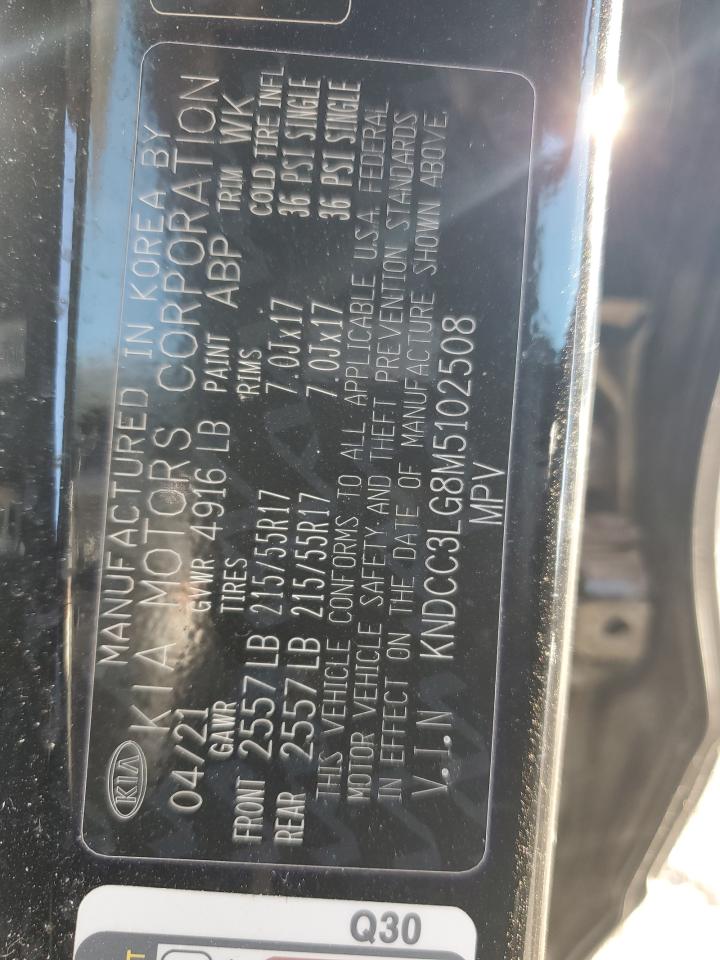 KIA
MANUFACTURED IN KOREA BY
KIA MOTORS CORPORATION
04/21 GVWR 4916 LB PAINT ABP TRIM WK
GAWR TIRES RIMS COLD TIRE INFL
FRONT 2557 LB 215/55R17 7.0Jx17 36 PSI SINGLE
REAR 2557 LB 215/55R17 7.0Jx17 36 PSI SINGLE
THIS VEHICLE CONFORMS TO ALL APPLICABLE U.S.A. FEDERAL
MOTOR VEHICLE SAFETY AND THEFT PREVENTION STANDARDS
IN EFFECT ON THE DATE OF MANUFACTURE SHOWN ABOVE.
V.I.N KNDCC3LG8M5102508
MPV
Q30